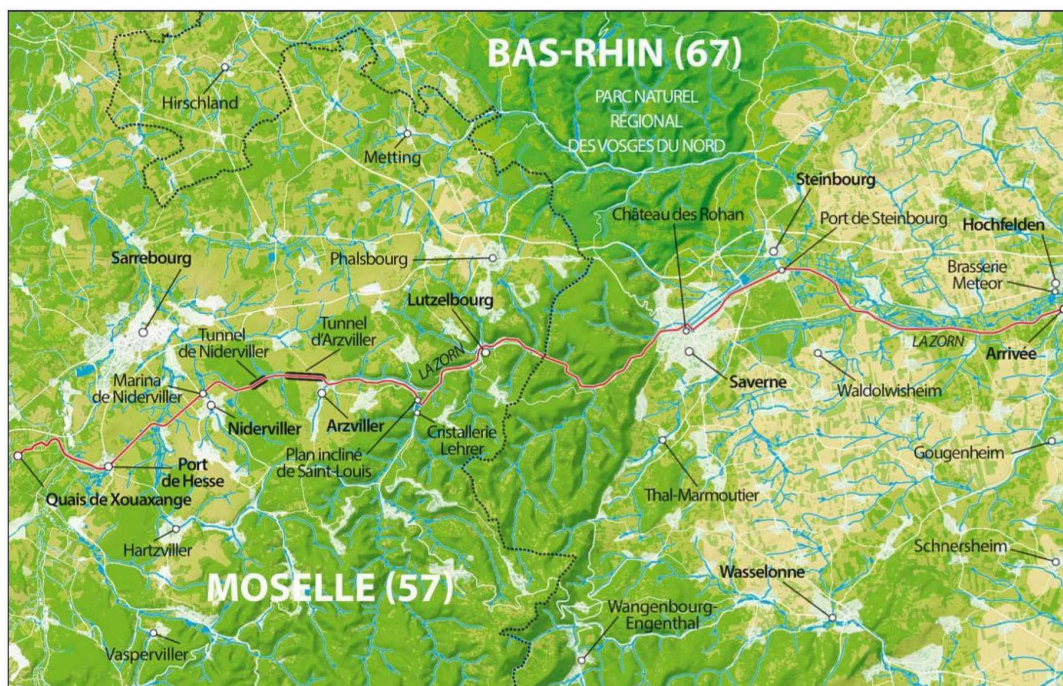 BAS-RHIN (67)
PARC NATUREL
RÉGIONAL
DES VOSGES DU NORD
Hirschland
Metting
Steinbourg
Château des Rohan
Port de Steinbourg
Hochfelden
Sarrebourg
Phalsbourg
Brasserie
Meteor
Lutzelbourg
Tunnel
de Niderviller
Tunnel
d'Arzviller
LA ZORN
LA ZORN
Arrivée
Marina
de Niderviller
Saverne
Waldolwisheim
Niderviller
Arzviller
Cristallerie
Lehrer
Plan incliné
de Saint-Louis
Port
de Hesse
Gougenheim
Quais de Xouaxange
Thal-Marmoutier
Hartzviller
Schnersheim
MOSELLE (57)
Wasselonne
Wangenbourg-
Engenthal
Vasperviller